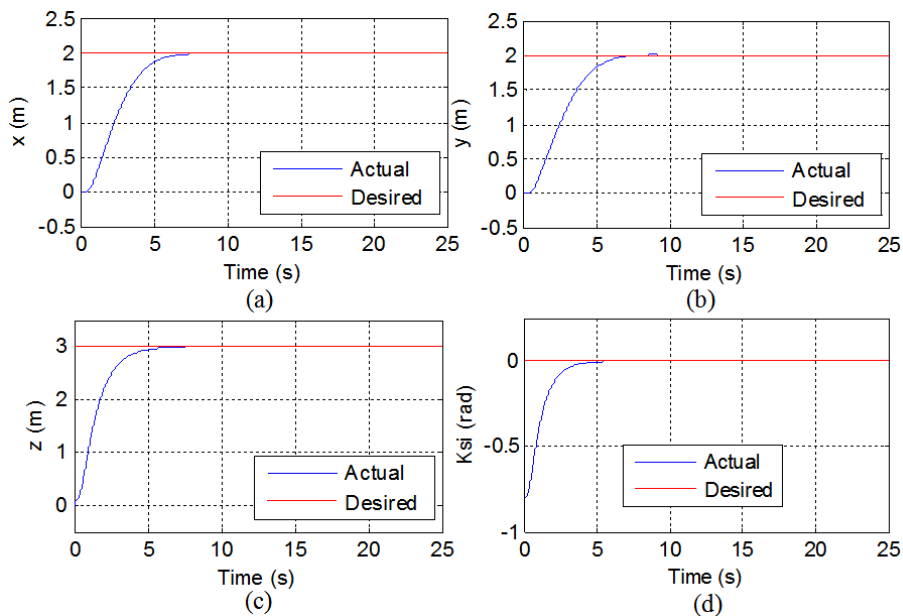 2.5
2
1.5
1
0.5
0
-0.5
x (m)
Actual
Desired
0 5 10 15 20 25
Time (s)
(a)
2.5
2
1.5
1
0.5
0
-0.5
y (m)
Actual
Desired
0 5 10 15 20 25
Time (s)
(b)
3
2
1
0
z (m)
Actual
Desired
0 5 10 15 20 25
Time (s)
(c)
0
-0.5
-1
Ksi (rad)
Actual
Desired
0 5 10 15 20 25
Time (s)
(d)